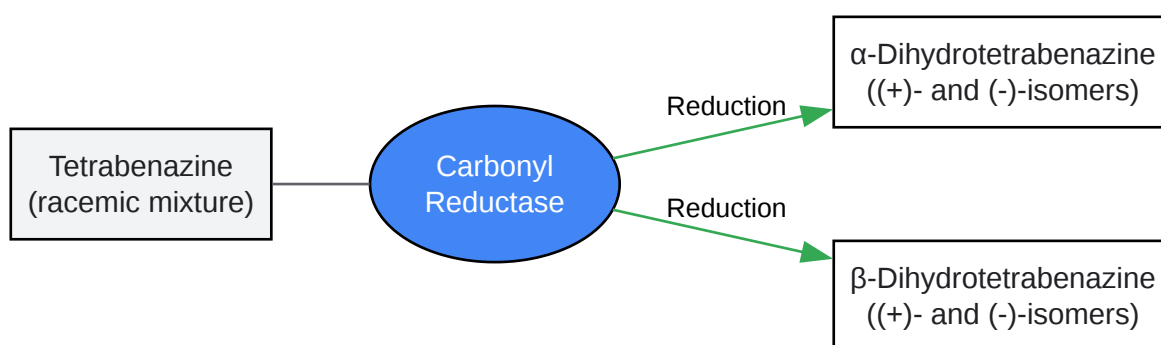 Tetrabenazine
(racemic mixture)
Carbonyl
Reductase
Reduction
Reduction
α-Dihydrotetrabenazine
((+)- and (-)-isomers)
β-Dihydrotetrabenazine
((+)- and (-)-isomers)